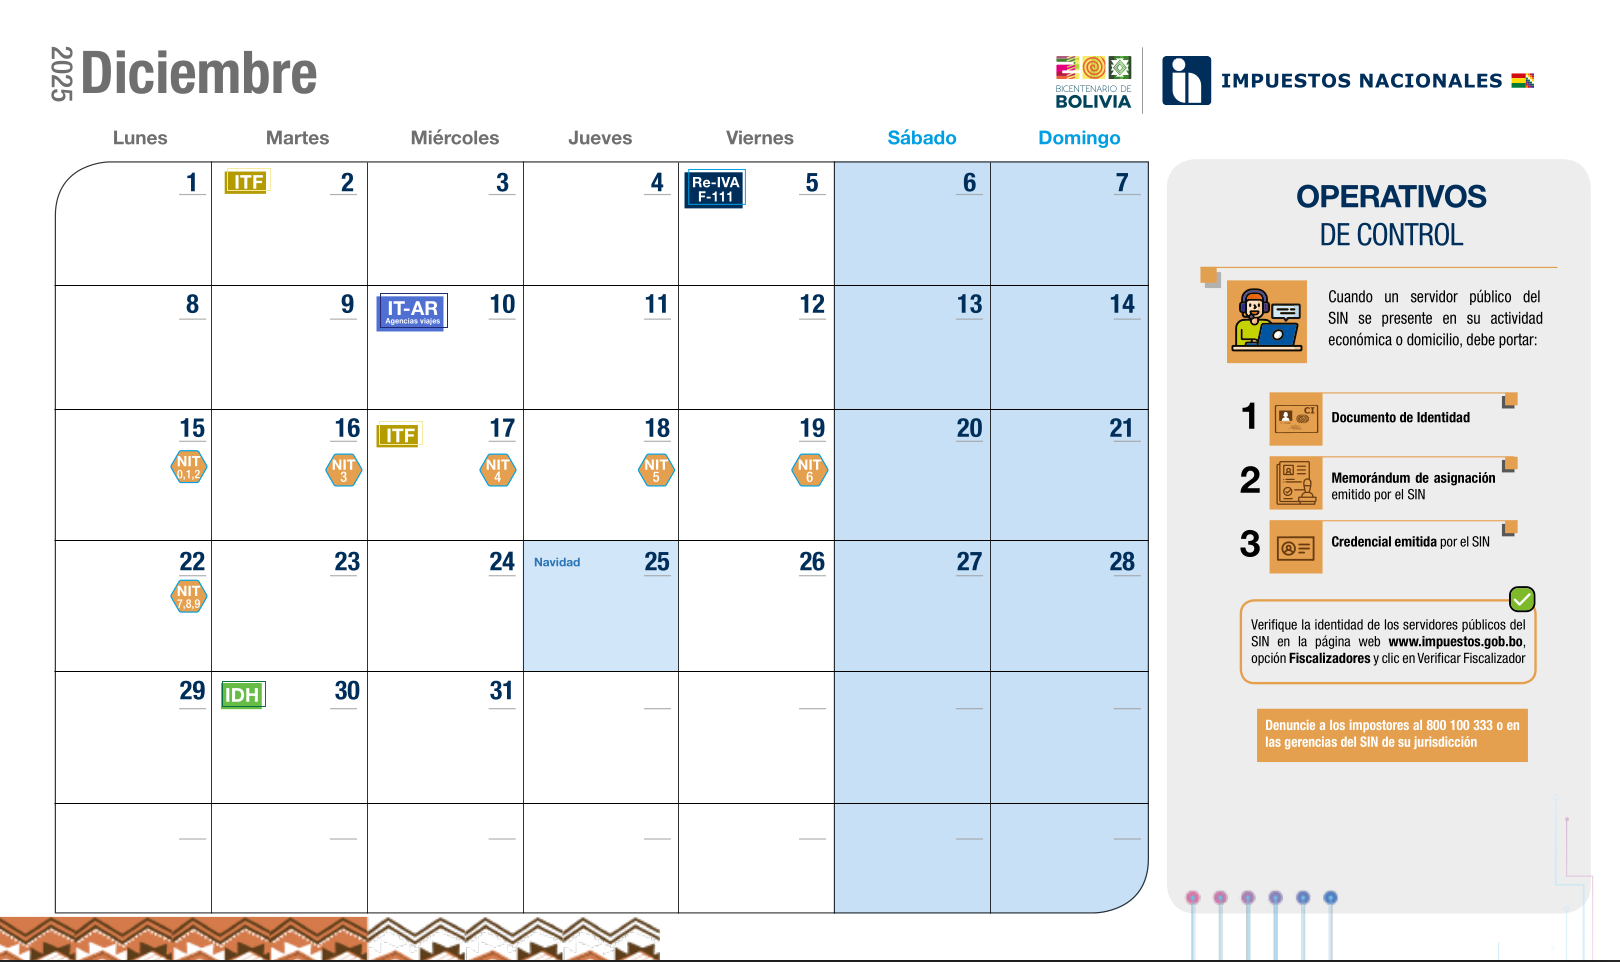 2025
Diciembre
BICENTENARIO DE
BOLIVIA
IMPUESTOS NACIONALES
Lunes Martes Miércoles Jueves Viernes Sábado Domingo
1 ITF 2 3 4 Re-IVA 5 6 7
F-111
8 9 IT-AR 10 11 12 13 14
Agencias viajes
15 16 ITF 17 18 19 20 21
NIT NIT NIT NIT NIT
0,1,2 3 4 5 6
22 23 24 Navidad 25 26 27 28
NIT
7,8,9
29 IDH 30 31
OPERATIVOS
DE CONTROL
Cuando un servidor público del
SIN se presente en su actividad
económica o domicilio, debe portar:
1 CI Documento de Identidad
2 Memorándum de asignación
emitido por el SIN
3 Credencial emitida por el SIN
Verifique la identidad de los servidores públicos del
SIN en la página web www.impuestos.gob.bo,
opción Fiscalizadores y clic en Verificar Fiscalizador
Denuncie a los impostores al 800 100 333 o en
las gerencias del SIN de su jurisdicción